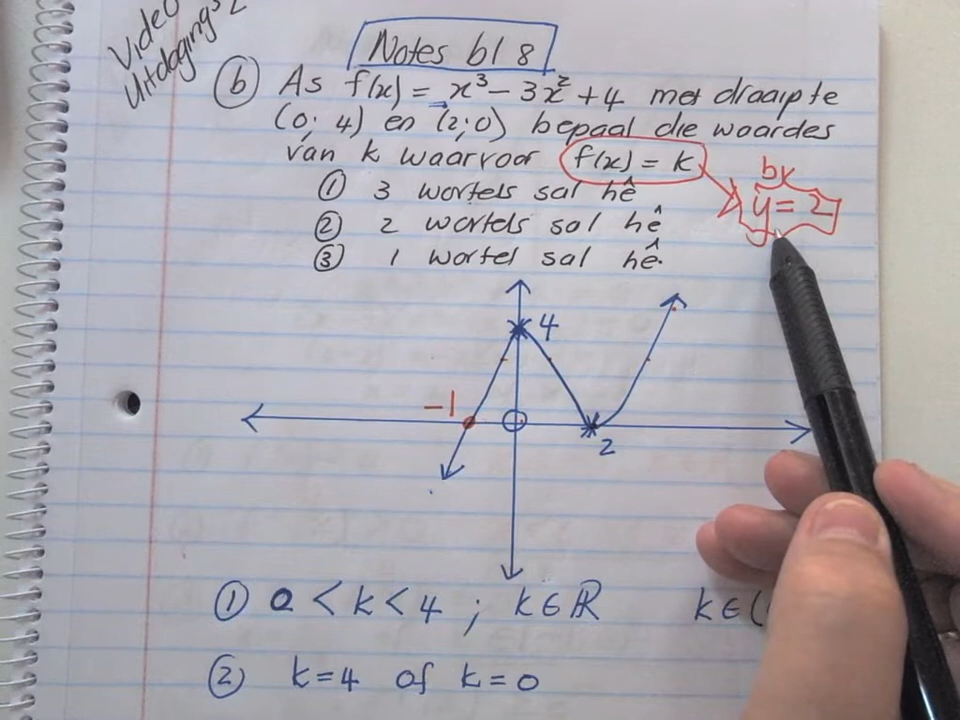 Video
Uitdagings 2
Notes bl 8
ⓑ As f(x) = x³ - 3x² + 4 met draaipte
(0; 4) en (2; 0) bepaal die waardes
van k waarvoor f(x) = k
bv
y = 2
① 3 wortels sal hê
② 2 wortels sal hê
③ 1 wortel sal hê.
4
-1
2
① 0 < k < 4 ; k ∈ ℝ k ∈ (
② k = 4 of k = 0